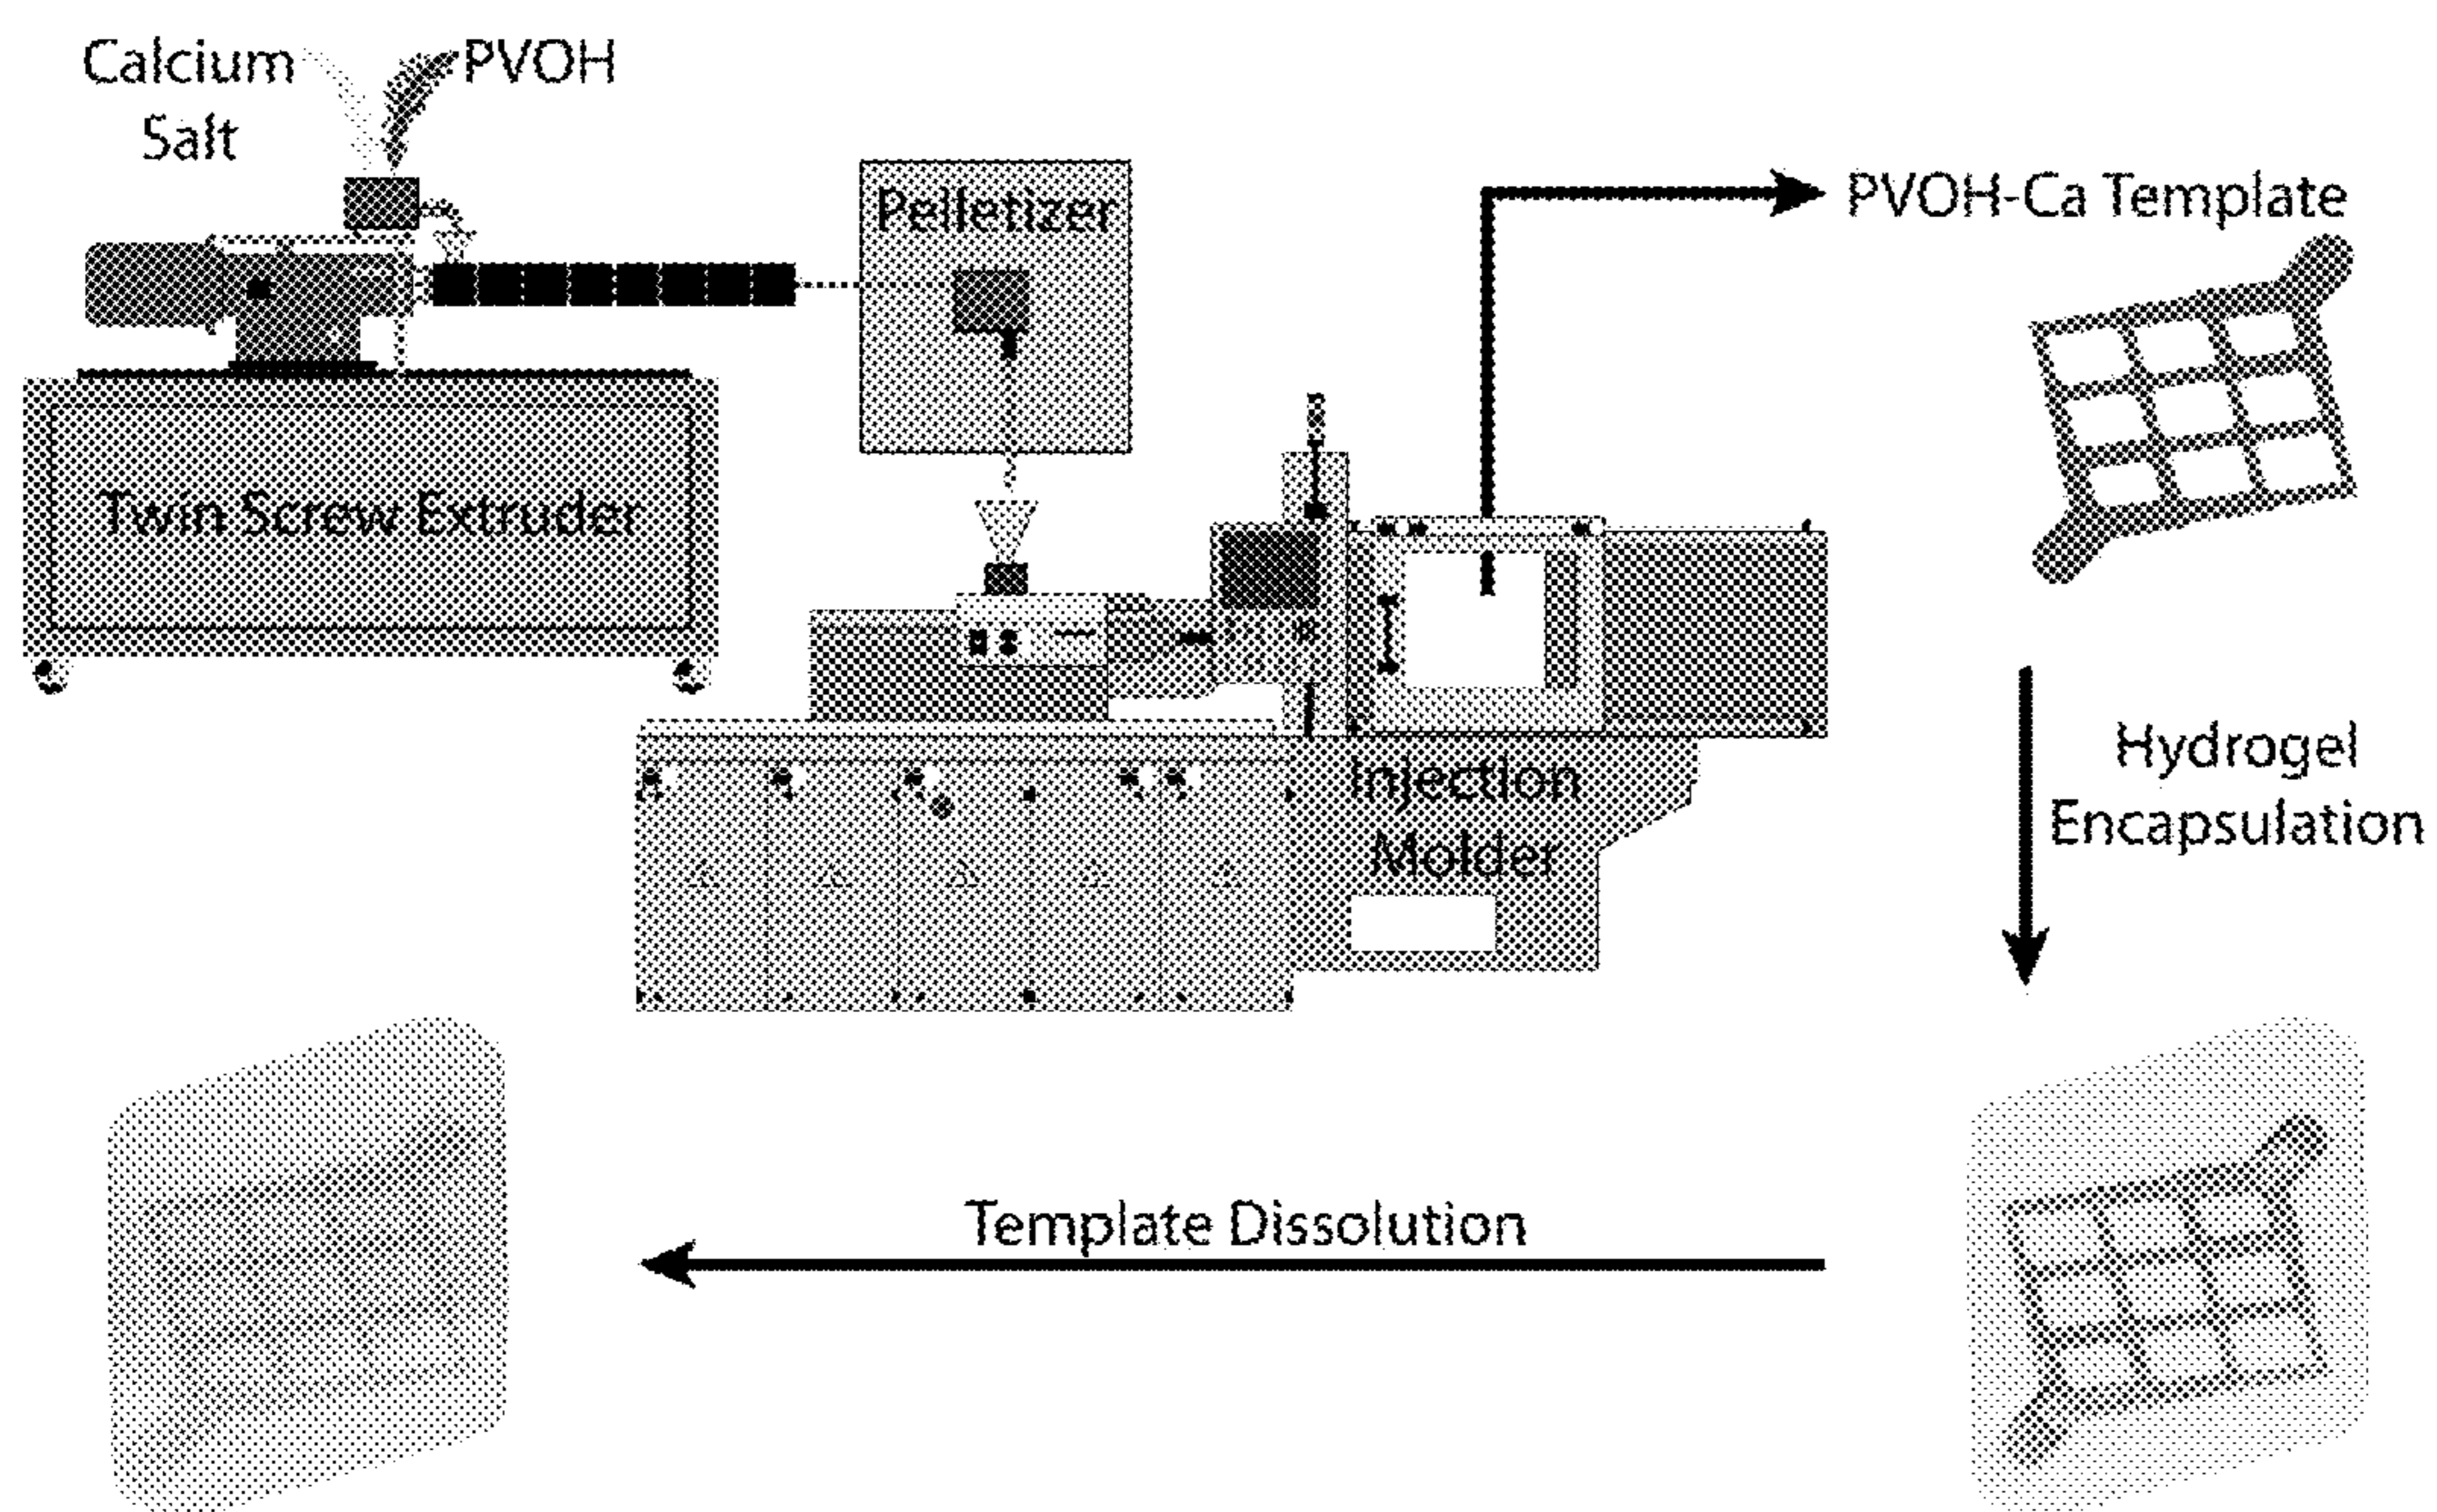 Calcium
Salt
PVOH
Pelletizer
PVOH-Ca Template
Twin Screw Extruder
Hydrogel
Encapsulation
Injection
Molder
Template Dissolution